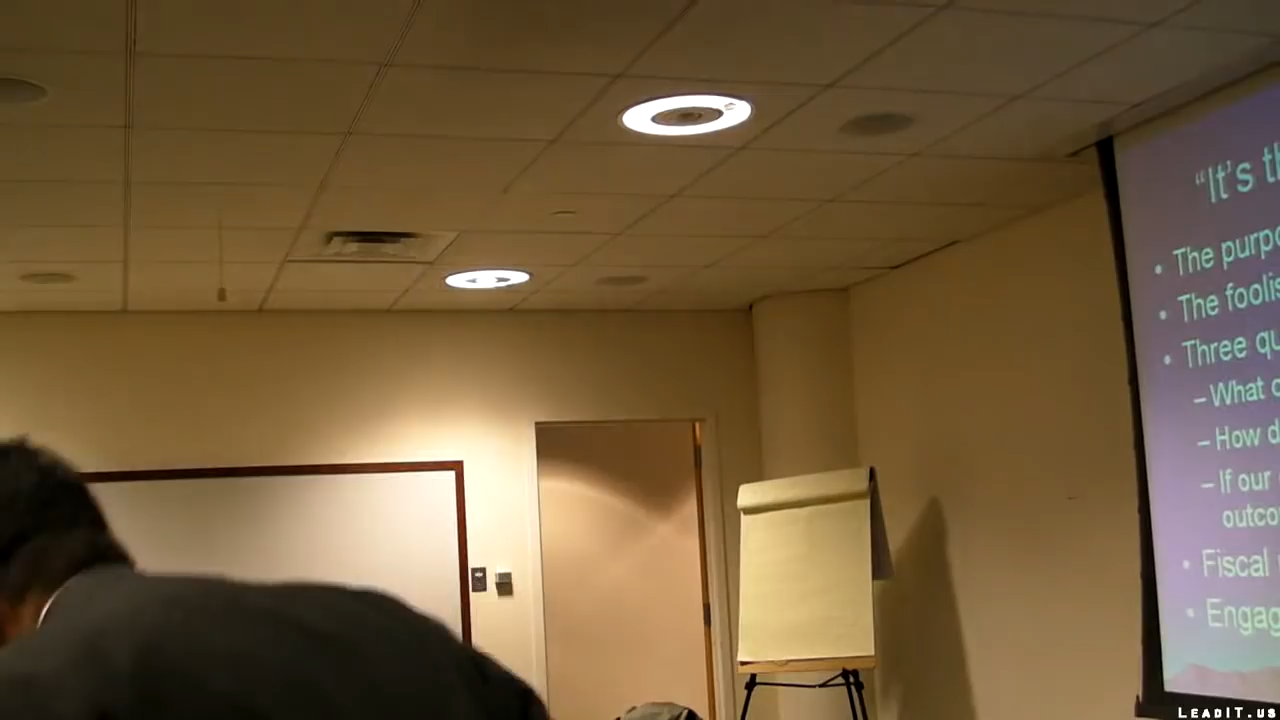 “It's th
• The purpo
• The foolis
• Three qu
– What
– How d
– If our
outco
• Fiscal
• Engag
LeadIT.us